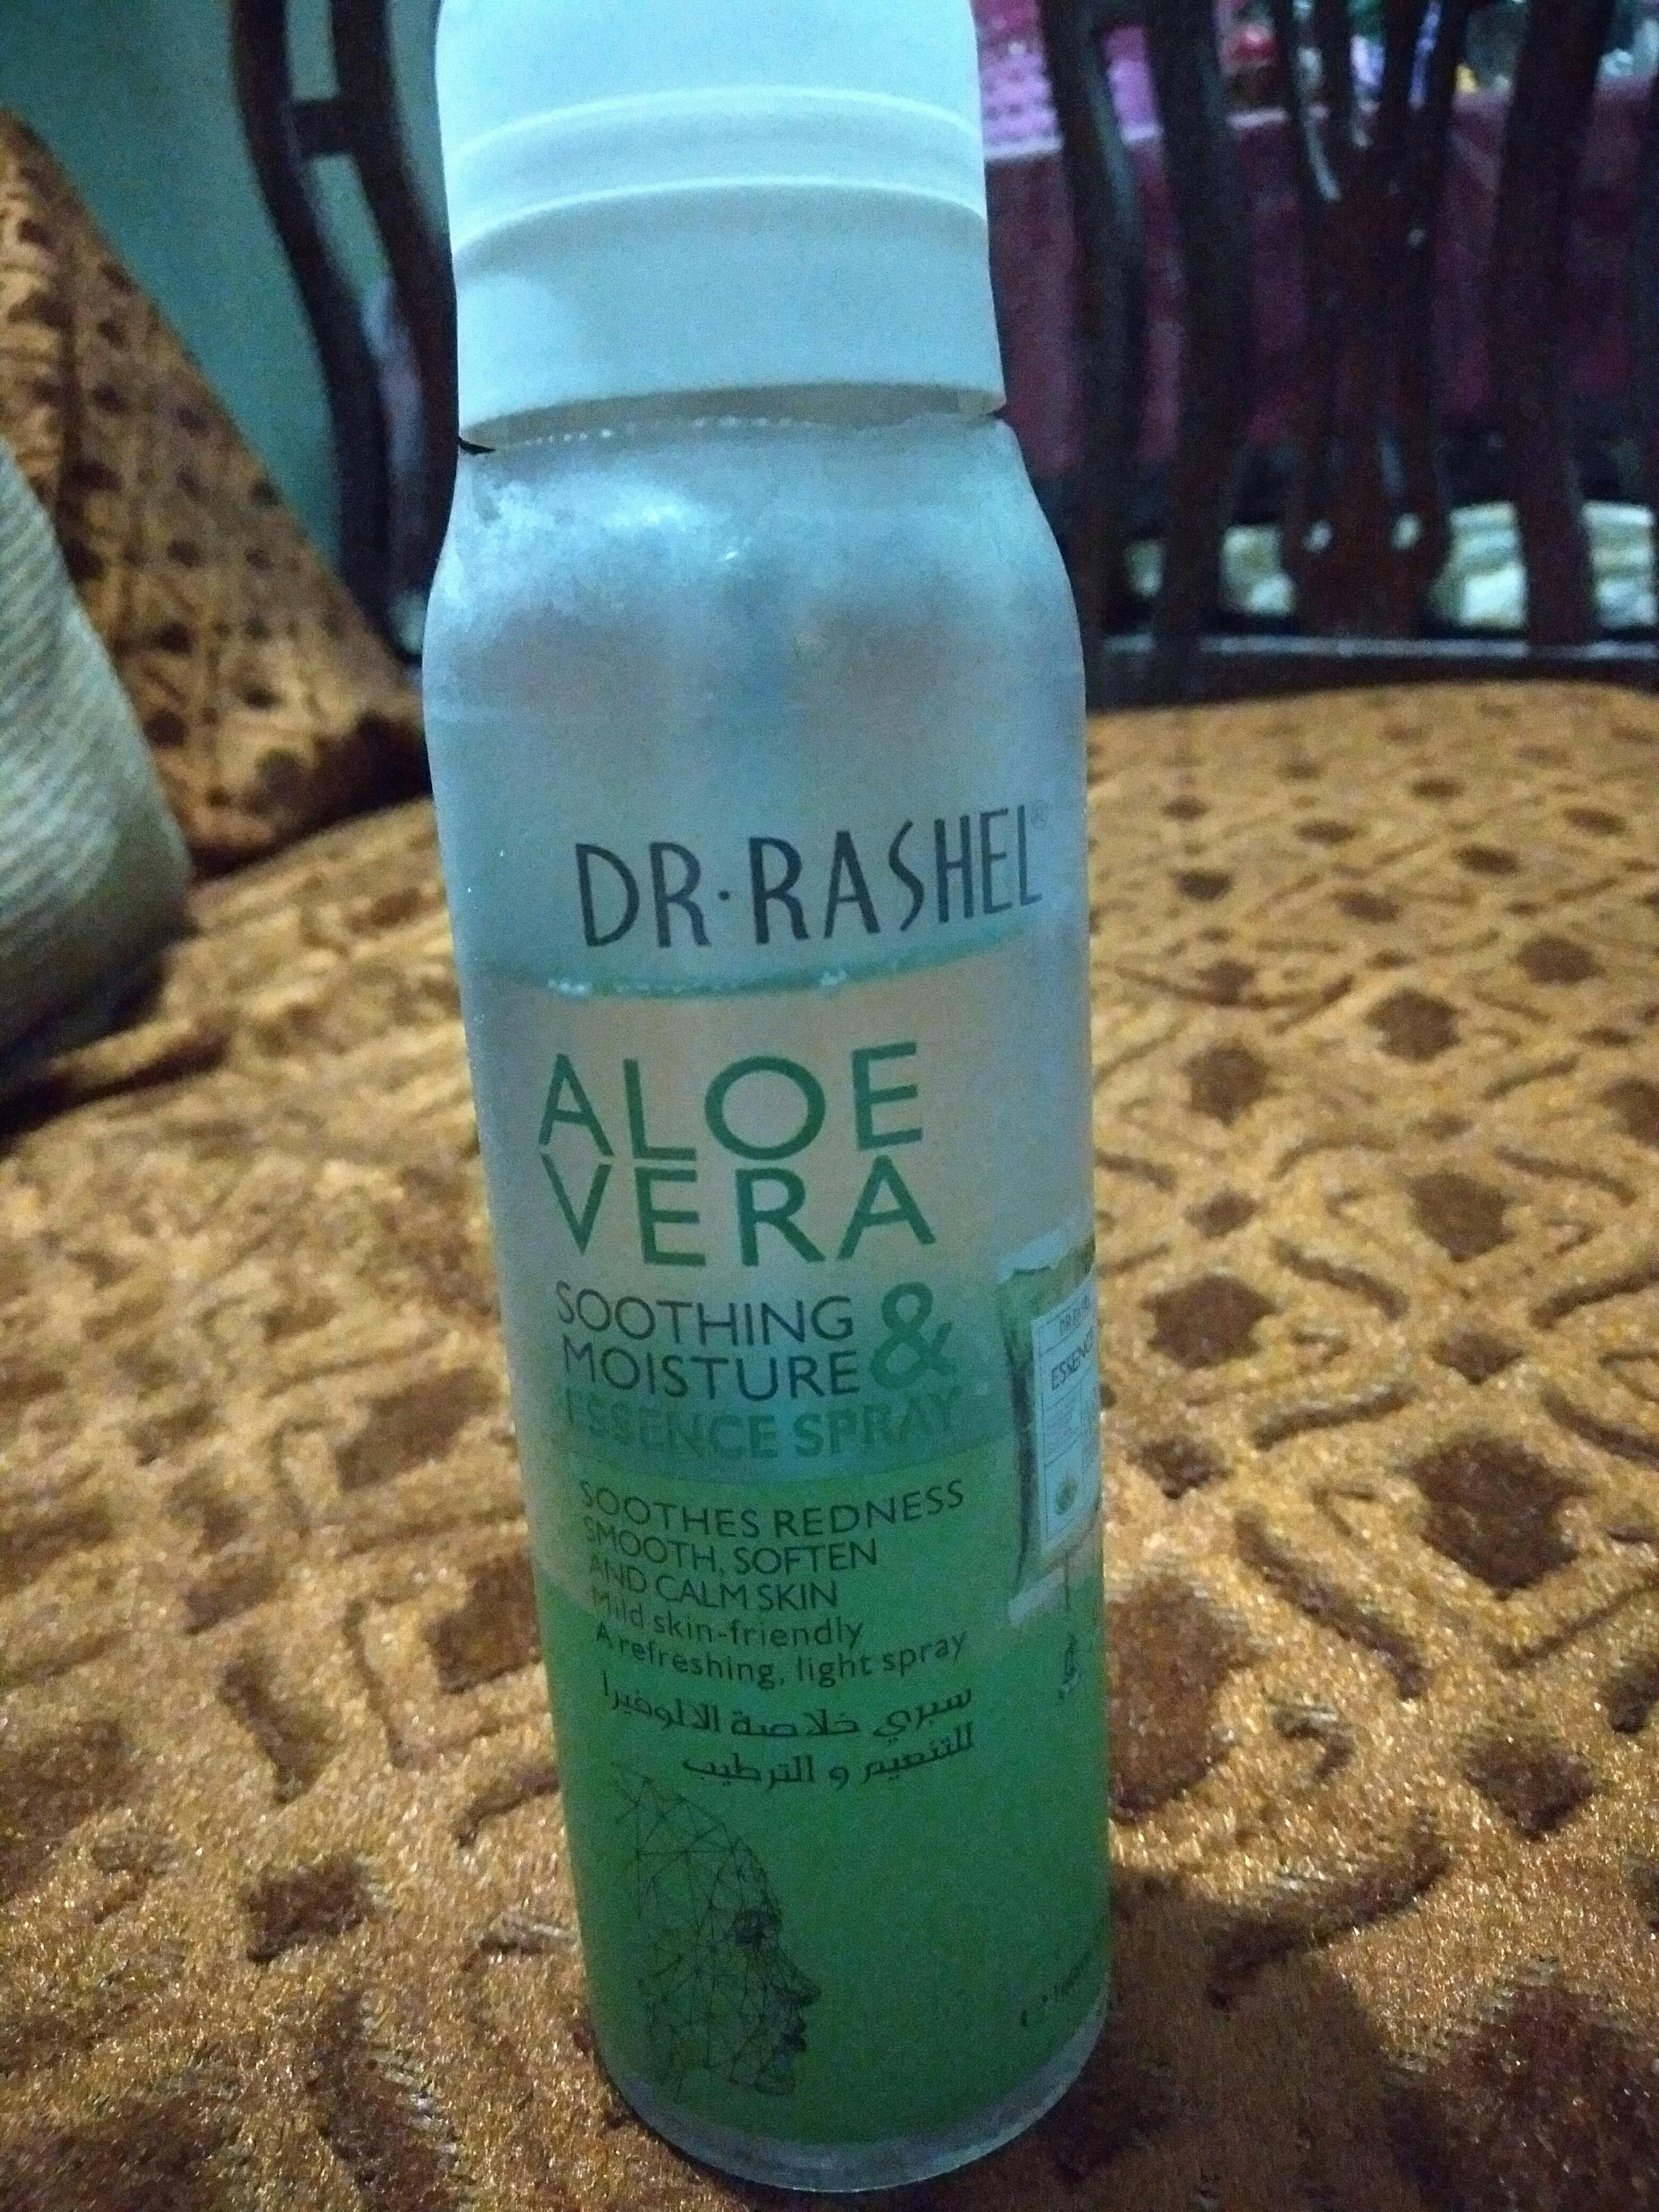 DR·RASHEL®
ALOE
VERA
SOOTHING &
MOISTURE
ESSENCE SPRAY
SOOTHES REDNESS
SMOOTH, SOFTEN
AND CALM SKIN
Mild skin-friendly
A refreshing, light spray
سبري خلاصة الالوفيرا
للتنعيم و الترطيب